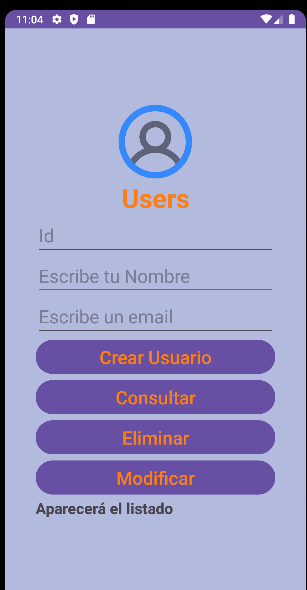 11:04
Users
Id
Escribe tu Nombre
Escribe un email
Crear Usuario
Consultar
Eliminar
Modificar
Aparecerá el listado